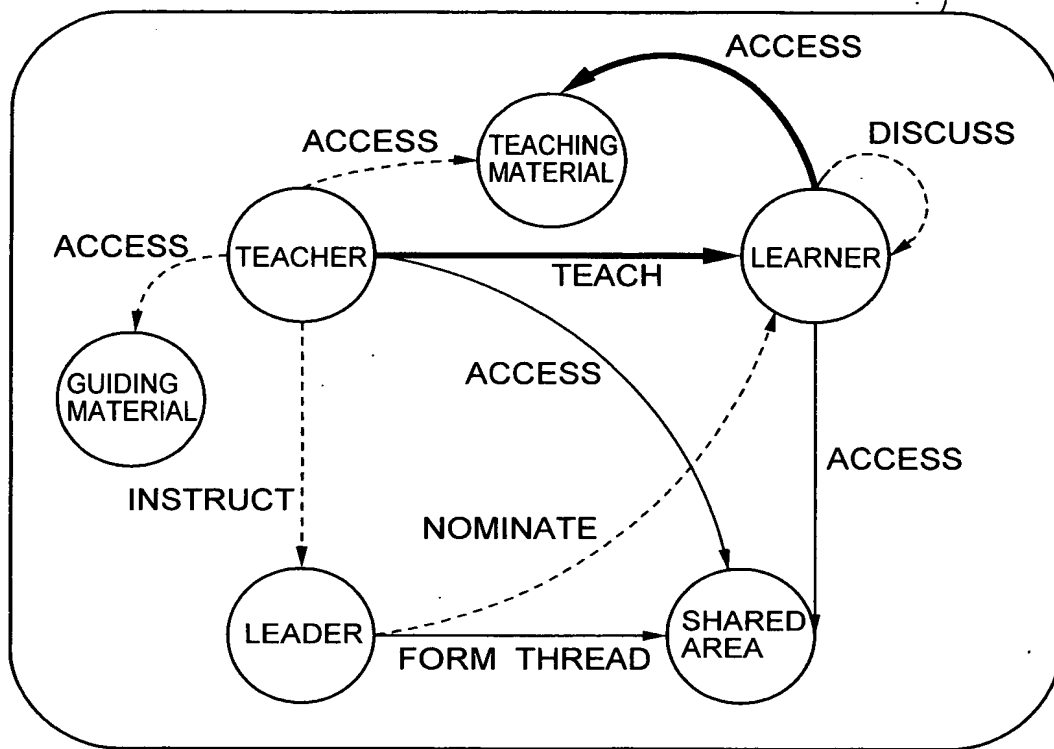 ACCESS
DISCUSS
ACCESS
TEACHING
MATERIAL
ACCESS
TEACHER
LEARNER
TEACH
GUIDING
MATERIAL
ACCESS
ACCESS
INSTRUCT
NOMINATE
LEADER
SHARED
AREA
FORM THREAD